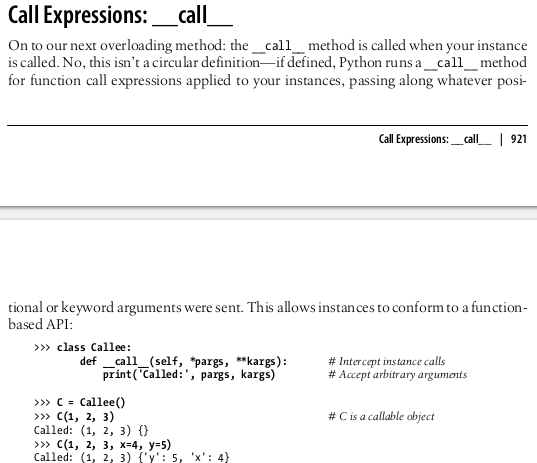 Call Expressions: __call__
On to our next overloading method: the __call__ method is called when your instance
is called. No, this isn’t a circular definition—if defined, Python runs a __call__ method
for function call expressions applied to your instances, passing along whatever posi-
Call Expressions: __call__ | 921
tional or keyword arguments were sent. This allows instances to conform to a function-
based API:
>>> class Callee:
        def __call__(self, *pargs, **kargs):        # Intercept instance calls
            print('Called:', pargs, kargs)        # Accept arbitrary arguments
>>> C = Callee()
>>> C(1, 2, 3)        # C is a callable object
Called: (1, 2, 3) {}
>>> C(1, 2, 3, x=4, y=5)
Called: (1, 2, 3) {'y': 5, 'x': 4}